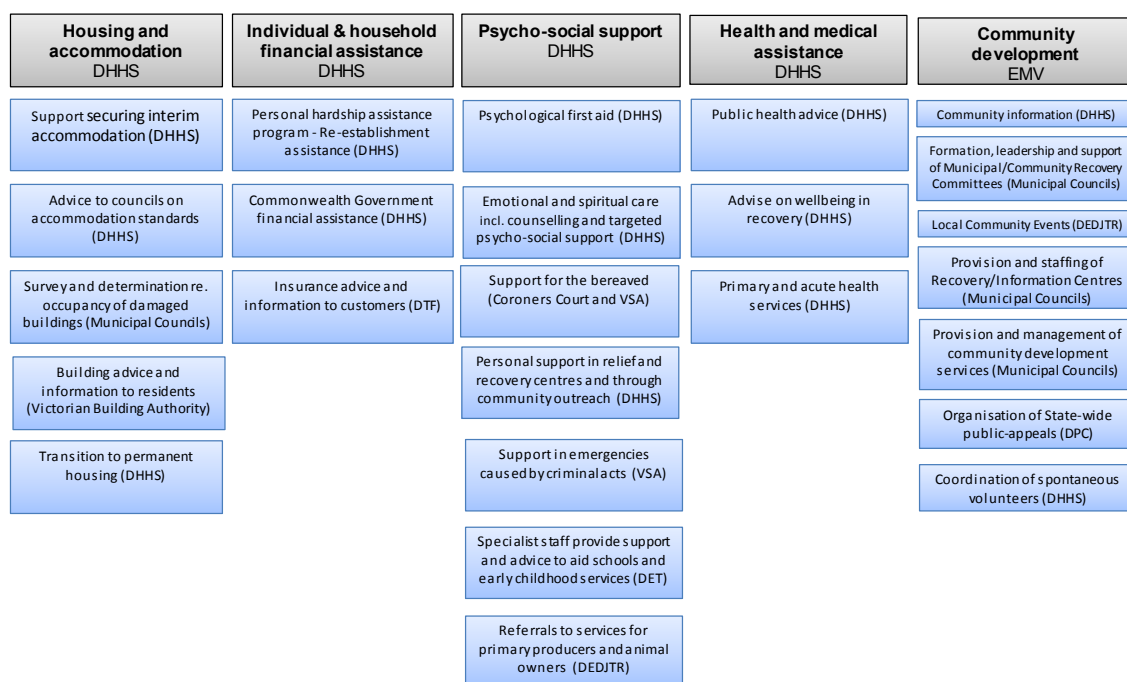 Housing and
accommodation
DHHS
Support securing interim
accommodation (DHHS)
Advice to councils on
accommodation standards
(DHHS)
Survey and determination re.
occupancy of damaged
buildings (Municipal Councils)
Building advice and
information to residents
(Victorian Building Authority)
Transition to permanent
housing (DHHS)
Individual & household
financial assistance
DHHS
Personal hardship assistance
program - Re-establishment
assistance (DHHS)
Commonwealth Government
financial assistance (DHHS)
Insurance advice and
information to customers (DTF)
Psycho-social support
DHHS
Psychological first aid (DHHS)
Emotional and spiritual care
incl. counselling and targeted
psycho-social support (DHHS)
Support for the bereaved
(Coroners Court and VSA)
Personal support in relief and
recovery centres and through
community outreach (DHHS)
Support in emergencies
caused by criminal acts (VSA)
Specialist staff provide support
and advice to aid schools and
early childhood services (DET)
Referrals to services for
primary producers and animal
owners (DEDJTR)
Health and medical
assistance
DHHS
Public health advice (DHHS)
Advise on wellbeing in
recovery (DHHS)
Primary and acute health
services (DHHS)
Community
development
EMV
Community information (DHHS)
Formation, leadership and support
of Municipal/Community Recovery
Committees (Municipal Councils)
Local Community Events (DEDJTR)
Provision and staffing of
Recovery/Information Centres
(Municipal Councils)
Provision and management of
community development
services (Municipal Councils)
Organisation of State-wide
public-appeals (DPC)
Coordination of spontaneous
volunteers (DHHS)